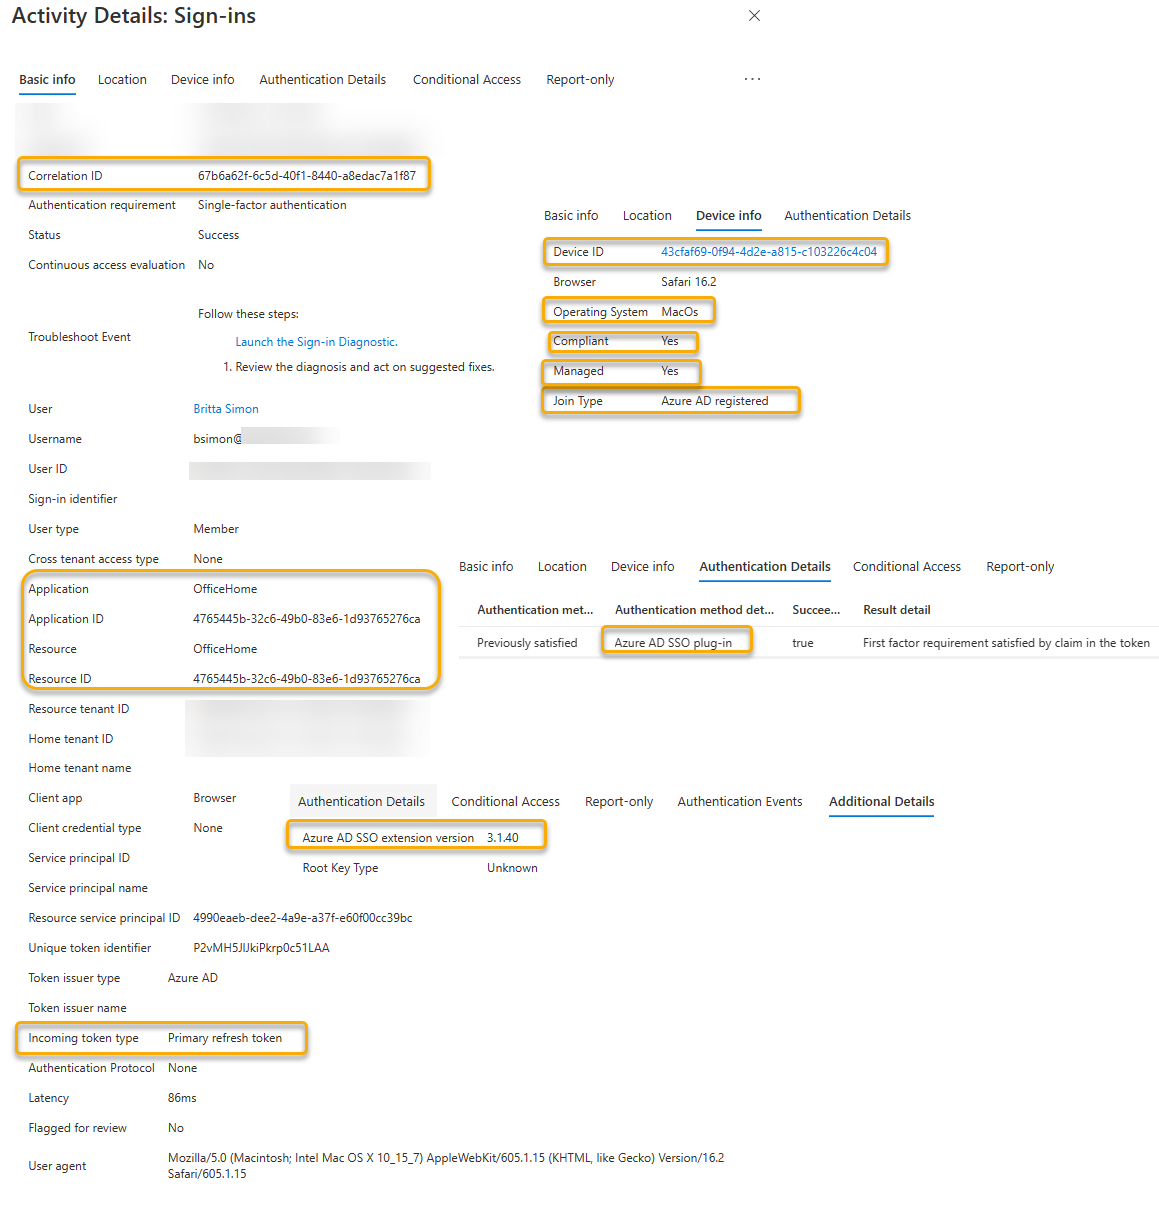 Activity Details: Sign-ins
Basic info Location Device info Authentication Details Conditional Access Report-only ...
Correlation ID 67b6a62f-6c5d-40f1-8440-a8edac7a1f87
Authentication requirement Single-factor authentication
Status Success
Continuous access evaluation No
Follow these steps:
Troubleshoot Event
Launch the Sign-in Diagnostic.
1. Review the diagnosis and act on suggested fixes.
User Britta Simon
Username bsimon@
User ID
Sign-in identifier
User type Member
Cross tenant access type None
Application OfficeHome
Application ID 4765445b-32c6-49b0-83e6-1d93765276ca
Resource OfficeHome
Resource ID 4765445b-32c6-49b0-83e6-1d93765276ca
Resource tenant ID
Home tenant ID
Home tenant name
Client app Browser
Client credential type None
Service principal ID
Service principal name
Resource service principal ID 4990eaeb-dee2-4a9e-a37f-e60f00cc39bc
Unique token identifier P2vMH5JlJkiPkrp0c51LAA
Token issuer type Azure AD
Token issuer name
Incoming token type Primary refresh token
Authentication Protocol None
Latency 86ms
Flagged for review No
User agent Mozilla/5.0 (Macintosh; Intel Mac OS X 10_15_7) AppleWebKit/605.1.15 (KHTML, like Gecko) Version/16.2
Safari/605.1.15
Basic info Location Device info Authentication Details
Device ID 43cfaf69-0f94-4d2e-a815-c103226c4c04
Browser Safari 16.2
Operating System MacOs
Compliant Yes
Managed Yes
Join Type Azure AD registered
Basic info Location Device info Authentication Details Conditional Access Report-only
Authentication met... Authentication method det... Succee... Result detail
Previously satisfied Azure AD SSO plug-in true First factor requirement satisfied by claim in the token
Authentication Details Conditional Access Report-only Authentication Events Additional Details
Azure AD SSO extension version 3.1.40
Root Key Type Unknown